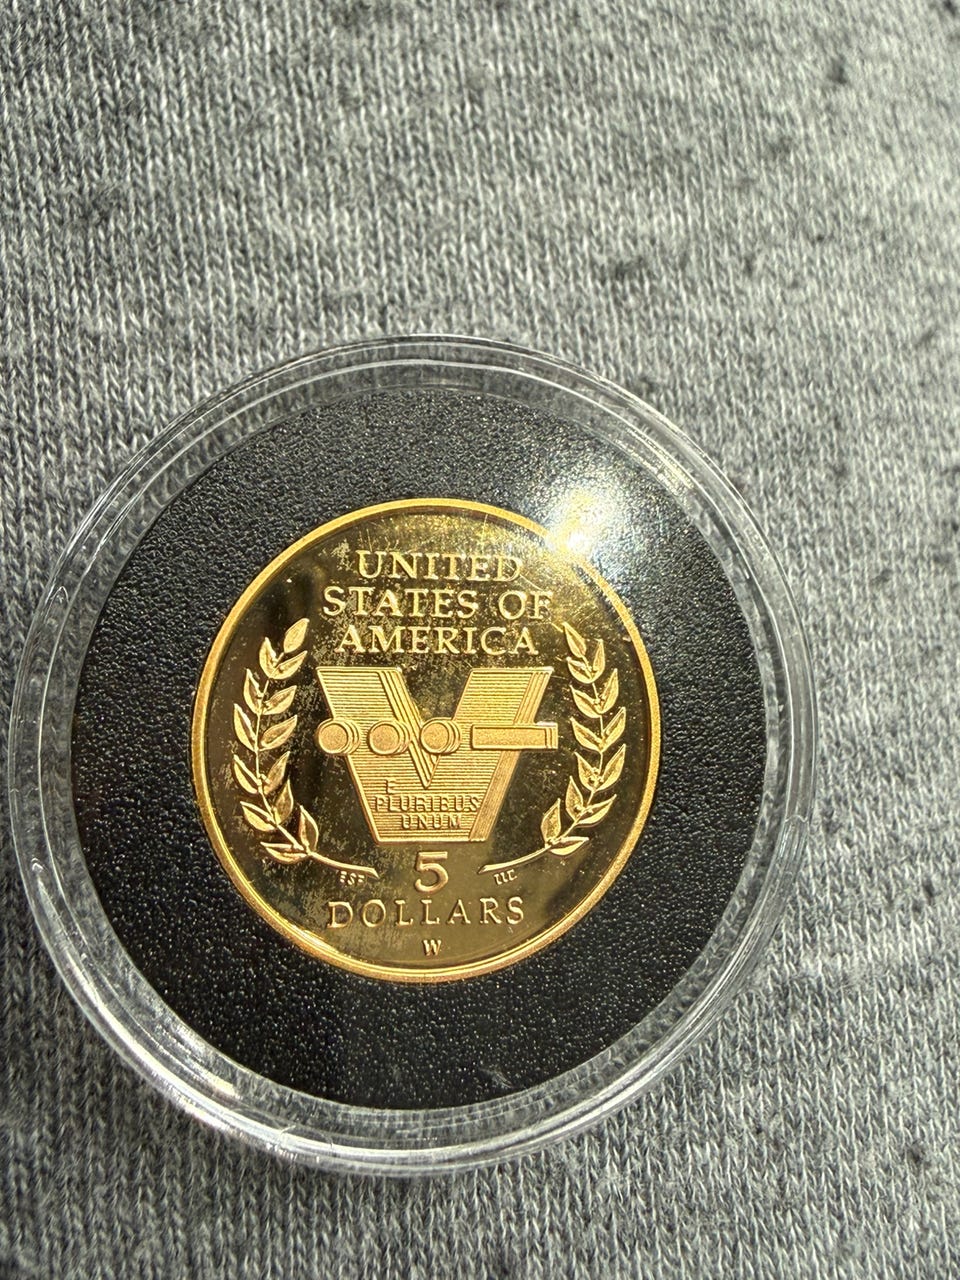 UNITED
STATES OF
AMERICA
E
PLURIBUS
UNUM
5
DOLLARS
W